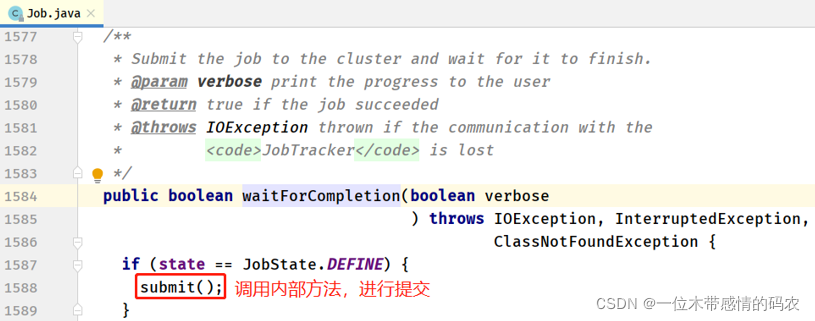 Job.java
1577 /**
1578 * Submit the job to the cluster and wait for it to finish.
1579 * @param verbose print the progress to the user
1580 * @return true if the job succeeded
1581 * @throws IOException thrown if the communication with the
1582 * <code>JobTracker</code> is lost
1583 */
1584 public boolean waitForCompletion(boolean verbose
1585 ) throws IOException, InterruptedException,
1586 ClassNotFoundException {
1587 if (state == JobState.DEFINE) {
1588 submit(); 调用内部方法，进行提交
1589 }
CSDN @一位木带感情的码农